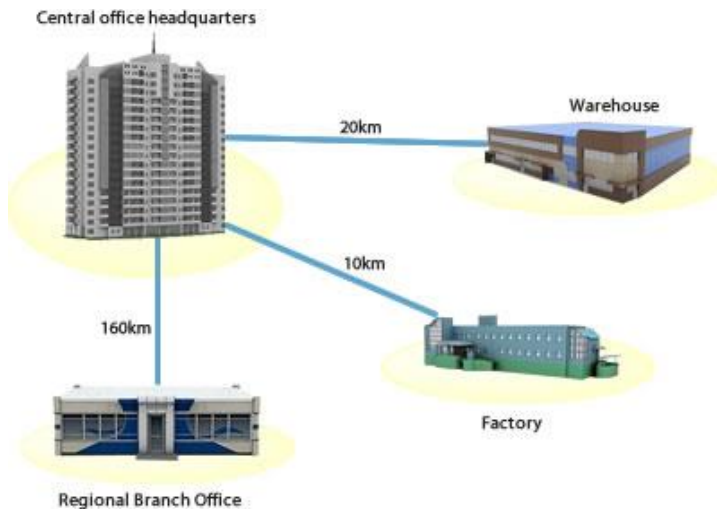 Central office headquarters
Warehouse
20km
10km
160km
Factory
Regional Branch Office